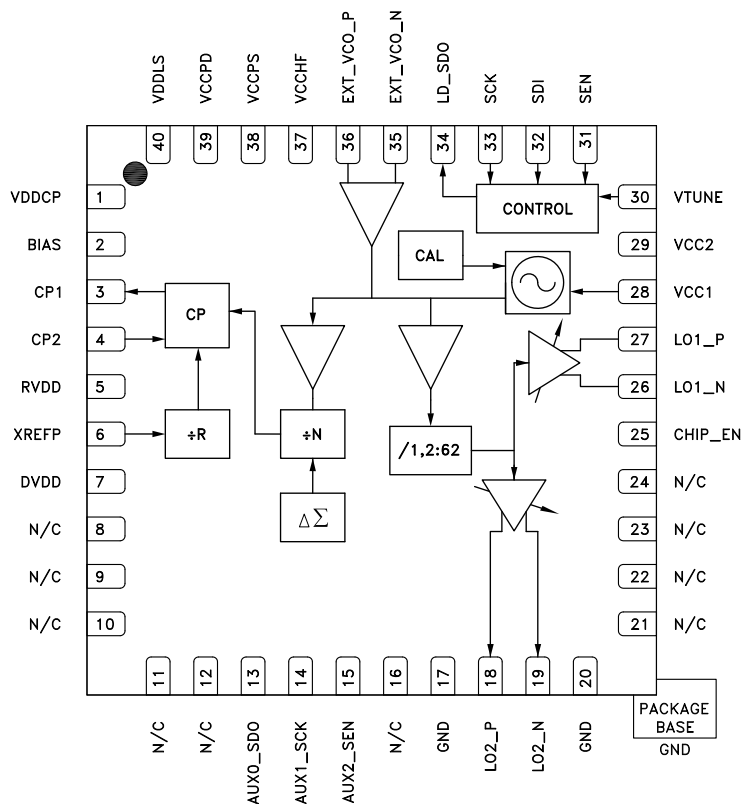 VDDLS
VCCPD
VCCPS
VCCHF
EXT_VCO_P
EXT_VCO_N
LD_SDO
SCK
SDI
SEN
40
39
38
37
36
35
34
33
32
31
VDDCP
1
BIAS
2
CP1
3
CP2
4
RVDD
5
XREFP
6
DVDD
7
N/C
8
N/C
9
N/C
10
CONTROL
CAL
CP
÷R
÷N
/1,2:62
ΔΣ
30
VTUNE
29
VCC2
28
VCC1
27
LO1_P
26
LO1_N
25
CHIP_EN
24
N/C
23
N/C
22
N/C
21
N/C
11
12
13
14
15
16
17
18
19
20
N/C
N/C
AUX0_SDO
AUX1_SCK
AUX2_SEN
N/C
GND
LO2_P
LO2_N
GND
PACKAGE
BASE
GND